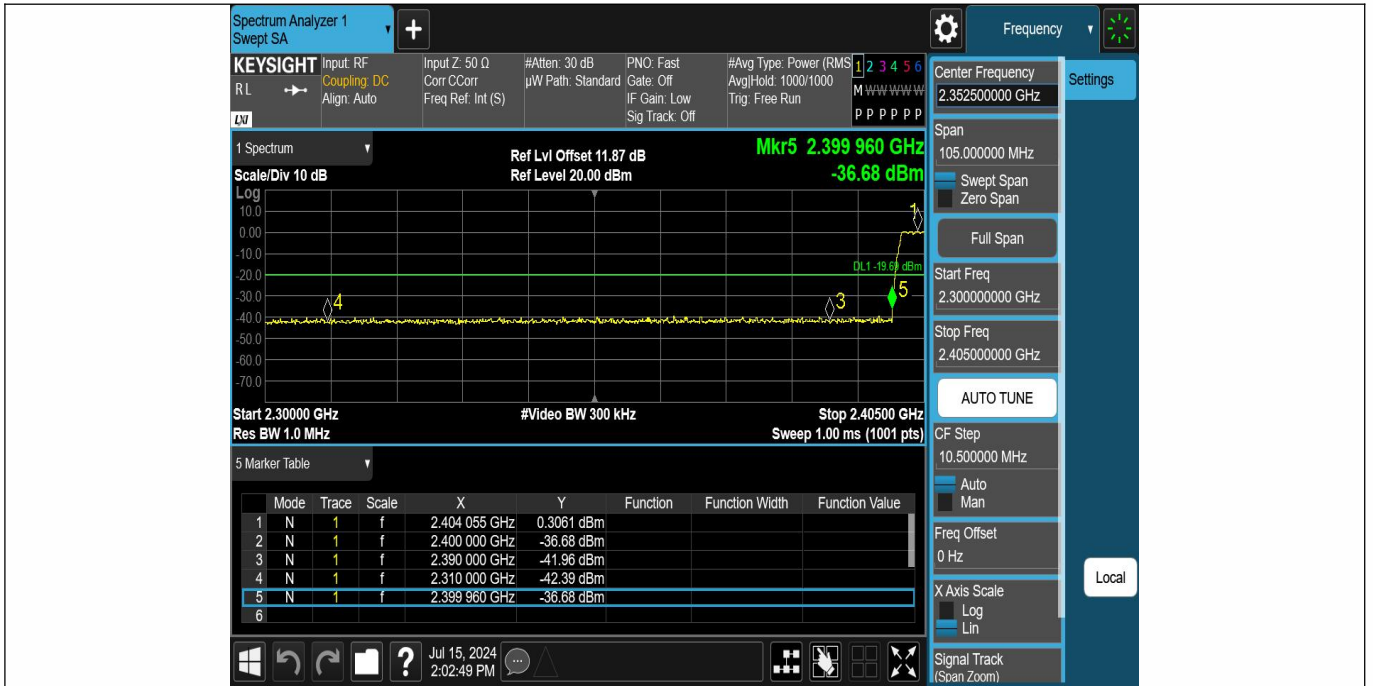 Spectrum Analyzer 1
Swept SA
+
Frequency
KEYSIGHT
RL
LXI
Input: RF
Coupling: DC
Align: Auto
Input Z: 50 Ω
Corr CCorr
Freq Ref: Int (S)
#Atten: 30 dB
µW Path: Standard
PNO: Fast
Gate: Off
IF Gain: Low
Sig Track: Off
#Avg Type: Power (RMS
Avg|Hold: 1000/1000
Trig: Free Run
1 2 3 4 5 6
M W W W W W
P P P P P P
1 Spectrum
Scale/Div 10 dB
Ref Lvl Offset 11.87 dB
Ref Level 20.00 dBm
Mkr5 2.399 960 GHz
-36.68 dBm
Log
10.0
0.00
-10.0
-20.0
-30.0
-40.0
-50.0
-60.0
-70.0
1
DL1 -19.69 dBm
4
3
5
Start 2.30000 GHz
#Video BW 300 kHz
Stop 2.40500 GHz
Res BW 1.0 MHz
Sweep 1.00 ms (1001 pts)
5 Marker Table
Mode Trace Scale X Y Function Function Width Function Value
1 N 1 f 2.404 055 GHz 0.3061 dBm
2 N 1 f 2.400 000 GHz -36.68 dBm
3 N 1 f 2.390 000 GHz -41.96 dBm
4 N 1 f 2.310 000 GHz -42.39 dBm
5 N 1 f 2.399 960 GHz -36.68 dBm
6
?
Jul 15, 2024
2:02:49 PM
Center Frequency
2.352500000 GHz
Span
105.000000 MHz
Swept Span
Zero Span
Full Span
Start Freq
2.300000000 GHz
Stop Freq
2.405000000 GHz
AUTO TUNE
CF Step
10.500000 MHz
Auto
Man
Freq Offset
0 Hz
X Axis Scale
Log
Lin
Signal Track
(Span Zoom)
Settings
Local